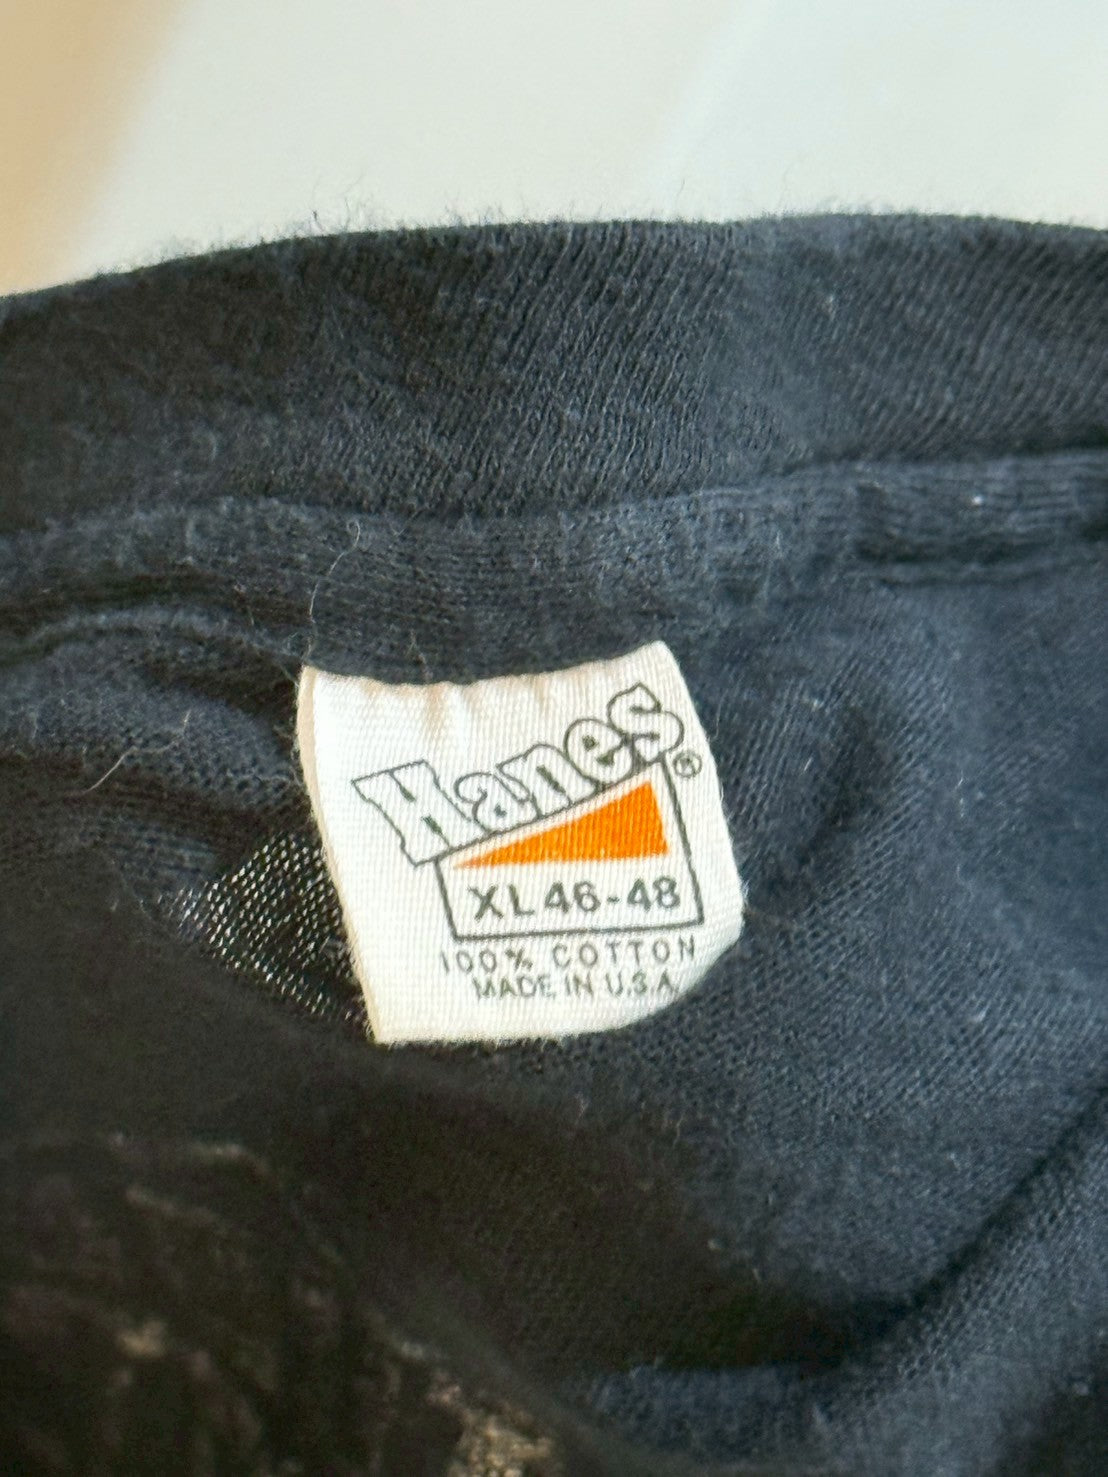 Hanes®
XL 46-48
100% COTTON
MADE IN U.S.A.